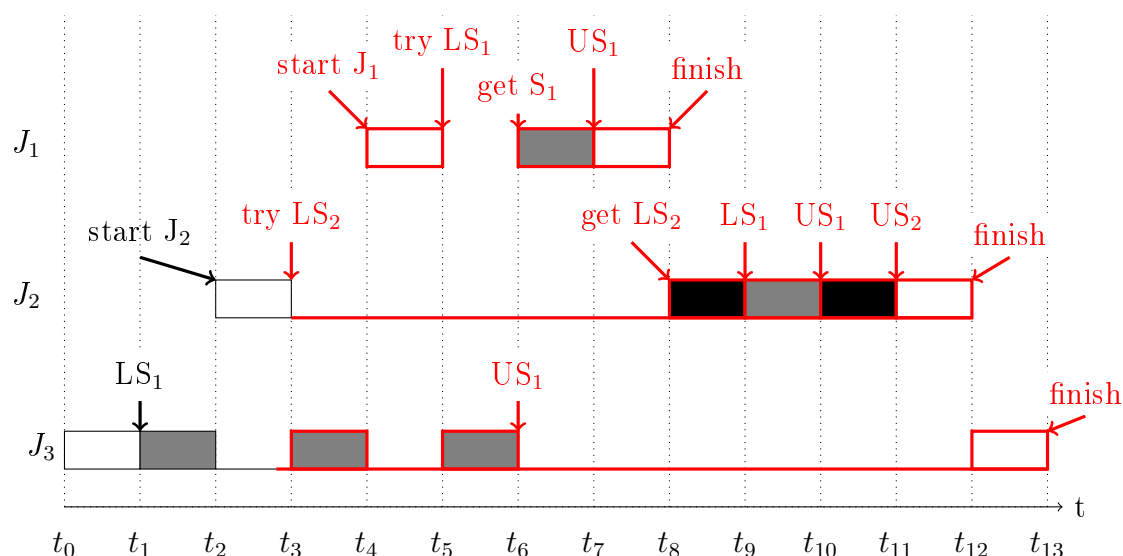 try LS₁ US₁
start J₁ finish
get S₁
J₁
try LS₂ get LS₂ LS₁ US₁ US₂
start J₂ finish
J₂
LS₁ US₁
finish
J₃
t
t₀ t₁ t₂ t₃ t₄ t₅ t₆ t₇ t₈ t₉ t₁₀ t₁₁ t₁₂ t₁₃